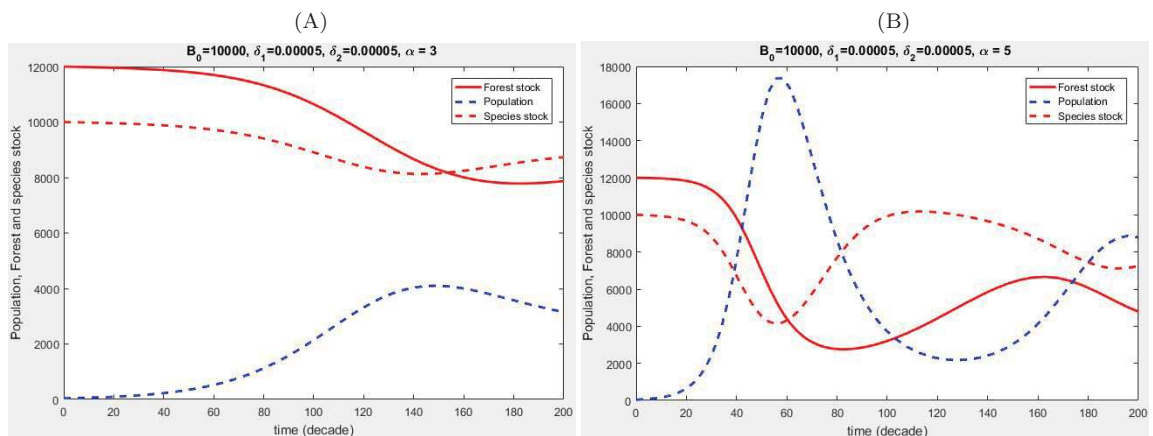 (A)
B₀=10000, δ₁=0.00005, δ₂=0.00005, α = 3
Population, Forest and species stock
12000
10000
8000
6000
4000
2000
0
Forest stock
Population
Species stock
0 20 40 60 80 100 120 140 160 180 200
time (decade)
(B)
B₀=10000, δ₁=0.00005, δ₂=0.00005, α = 5
Population, Forest and species stock
18000
16000
14000
12000
10000
8000
6000
4000
2000
0
Forest stock
Population
Species stock
0 20 40 60 80 100 120 140 160 180 200
time (decade)